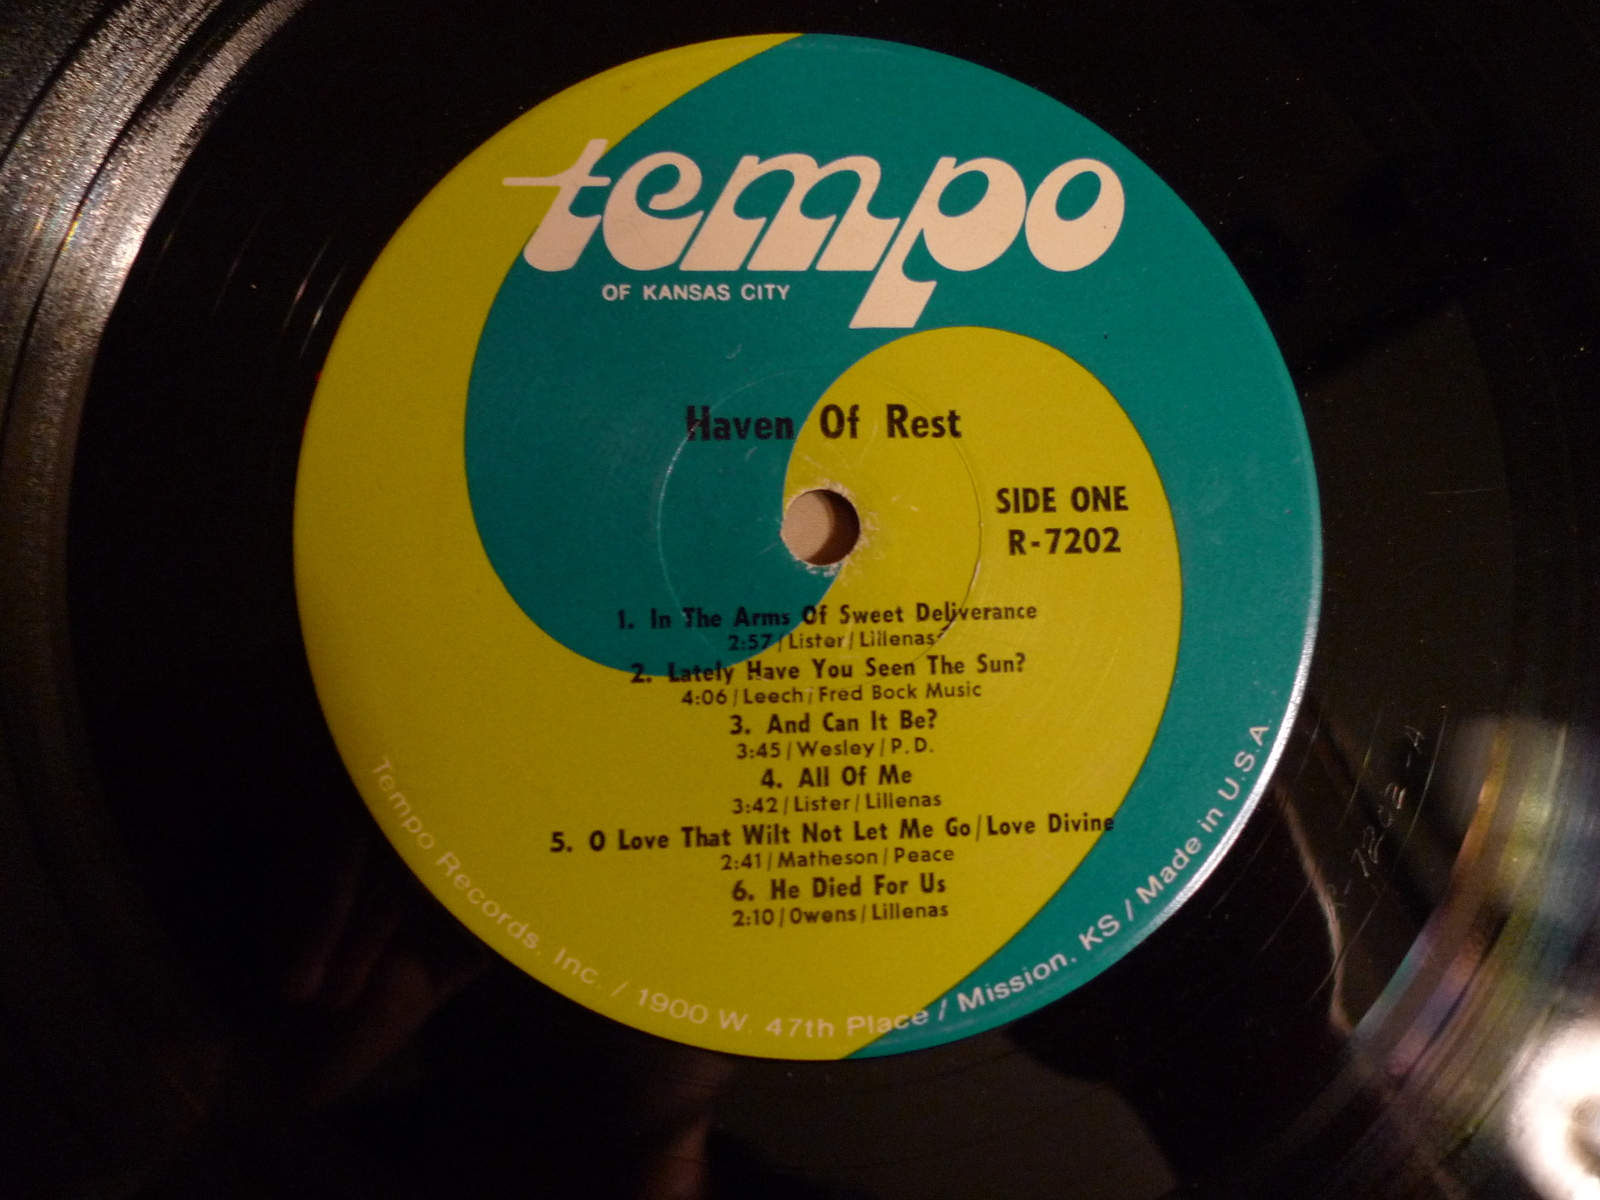 tempo
OF KANSAS CITY
Haven Of Rest
SIDE ONE
R-7202
1. In The Arms Of Sweet Deliverance
2:57/Lister/Lillenas
2. Lately Have You Seen The Sun?
4:06/Leech/Fred Bock Music
3. And Can It Be?
3:45/Wesley/P.D.
4. All Of Me
3:42/Lister/Lillenas
5. O Love That Wilt Not Let Me Go/Love Divine
2:41/Matheson/Peace
6. He Died For Us
2:10/Owens/Lillenas
Tempo Records, Inc. / 1900 W. 47th Place / Mission, KS / Made in U.S.A.
R-7202-A